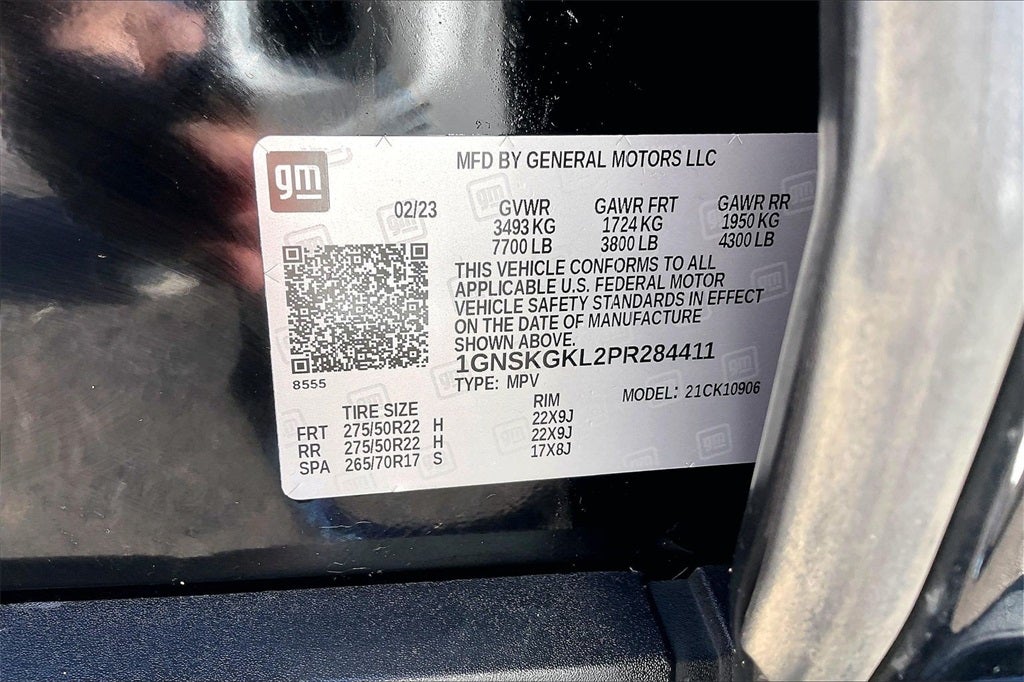 gm
MFD BY GENERAL MOTORS LLC
02/23
GVWR GAWR FRT GAWR RR
3493 KG 1724 KG 1950 KG
7700 LB 3800 LB 4300 LB
THIS VEHICLE CONFORMS TO ALL
APPLICABLE U.S. FEDERAL MOTOR
VEHICLE SAFETY STANDARDS IN EFFECT
ON THE DATE OF MANUFACTURE
SHOWN ABOVE.
1GNSKGKL2PR284411
8555
TYPE: MPV MODEL: 21CK10906
TIRE SIZE RIM
FRT 275/50R22 H 22X9J
RR 275/50R22 H 22X9J
SPA 265/70R17 S 17X8J